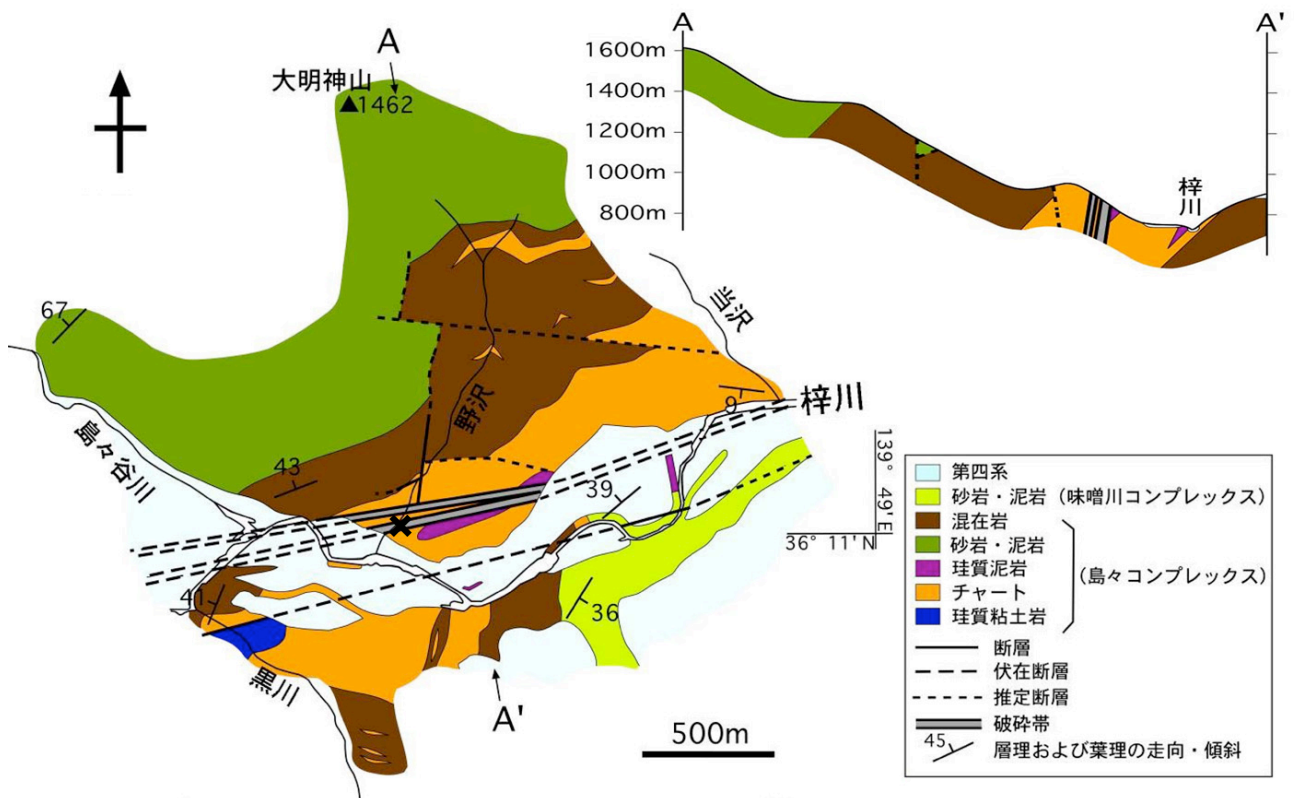 A
大明神山
▲1462
67
島々谷川
43
野沢
当沢
9
梓川
39
41
36
黒川
A'
500m
139° 49' E
36° 11' N
A
A'
1600m
1400m
1200m
1000m
800m
梓川
第四系
砂岩・泥岩（味噌川コンプレックス）
混在岩
砂岩・泥岩
珪質泥岩
チャート
珪質粘土岩
（島々コンプレックス）
断層
伏在断層
推定断層
破砕帯
45
層理および葉理の走向・傾斜